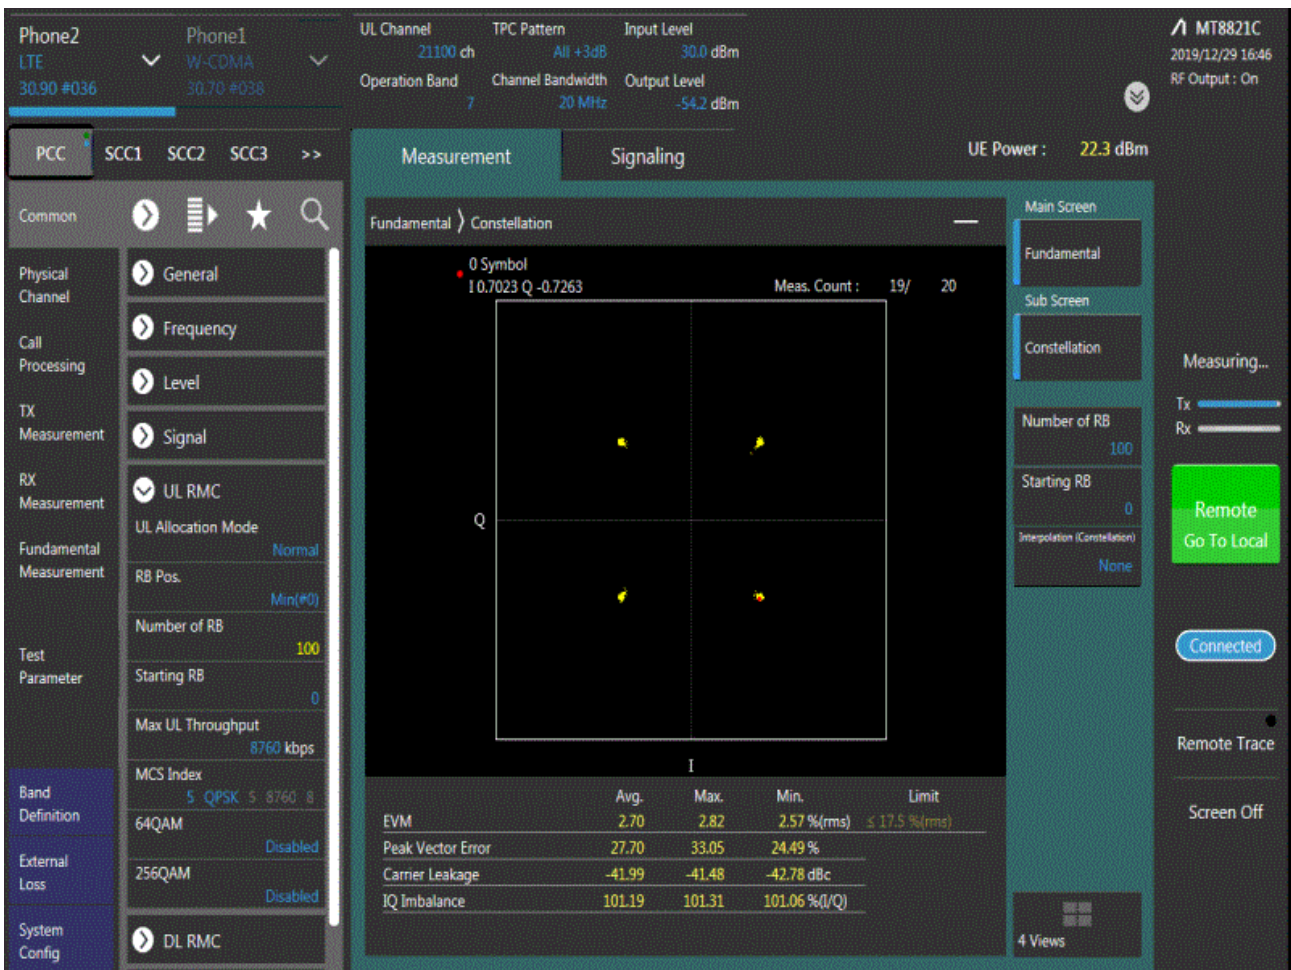 Phone2
LTE
30.90 #036
Phone1
W-CDMA
30.70 #038
UL Channel
21100 ch
Operation Band
7
TPC Pattern
All +3dB
Channel Bandwidth
20 MHz
Input Level
30.0 dBm
Output Level
-54.2 dBm
MT8821C
2019/12/29 16:46
RF Output : On
PCC SCC1 SCC2 SCC3 >>
Measurement
Signaling
UE Power : 22.3 dBm
Common
Physical
Channel
Call
Processing
TX
Measurement
RX
Measurement
Fundamental
Measurement
Test
Parameter
Band
Definition
External
Loss
System
Config
General
Frequency
Level
Signal
UL RMC
UL Allocation Mode
Normal
RB Pos.
Min(#0)
Number of RB
100
Starting RB
0
Max UL Throughput
8760 kbps
MCS Index
5 QPSK 5 8760 8
64QAM
Disabled
256QAM
Disabled
DL RMC
Fundamental 〉 Constellation
0 Symbol
I 0.7023 Q -0.7263
Meas. Count : 19/ 20
Q
I
Avg. Max. Min. Limit
EVM 2.70 2.82 2.57 %(rms) ≤ 17.5 %(rms)
Peak Vector Error 27.70 33.05 24.49 %
Carrier Leakage -41.99 -41.48 -42.78 dBc
IQ Imbalance 101.19 101.31 101.06 %(I/Q)
Main Screen
Fundamental
Sub Screen
Constellation
Number of RB
100
Starting RB
0
Interpolation (Constellation)
None
4 Views
Measuring...
Tx
Rx
Remote
Go To Local
Connected
Remote Trace
Screen Off